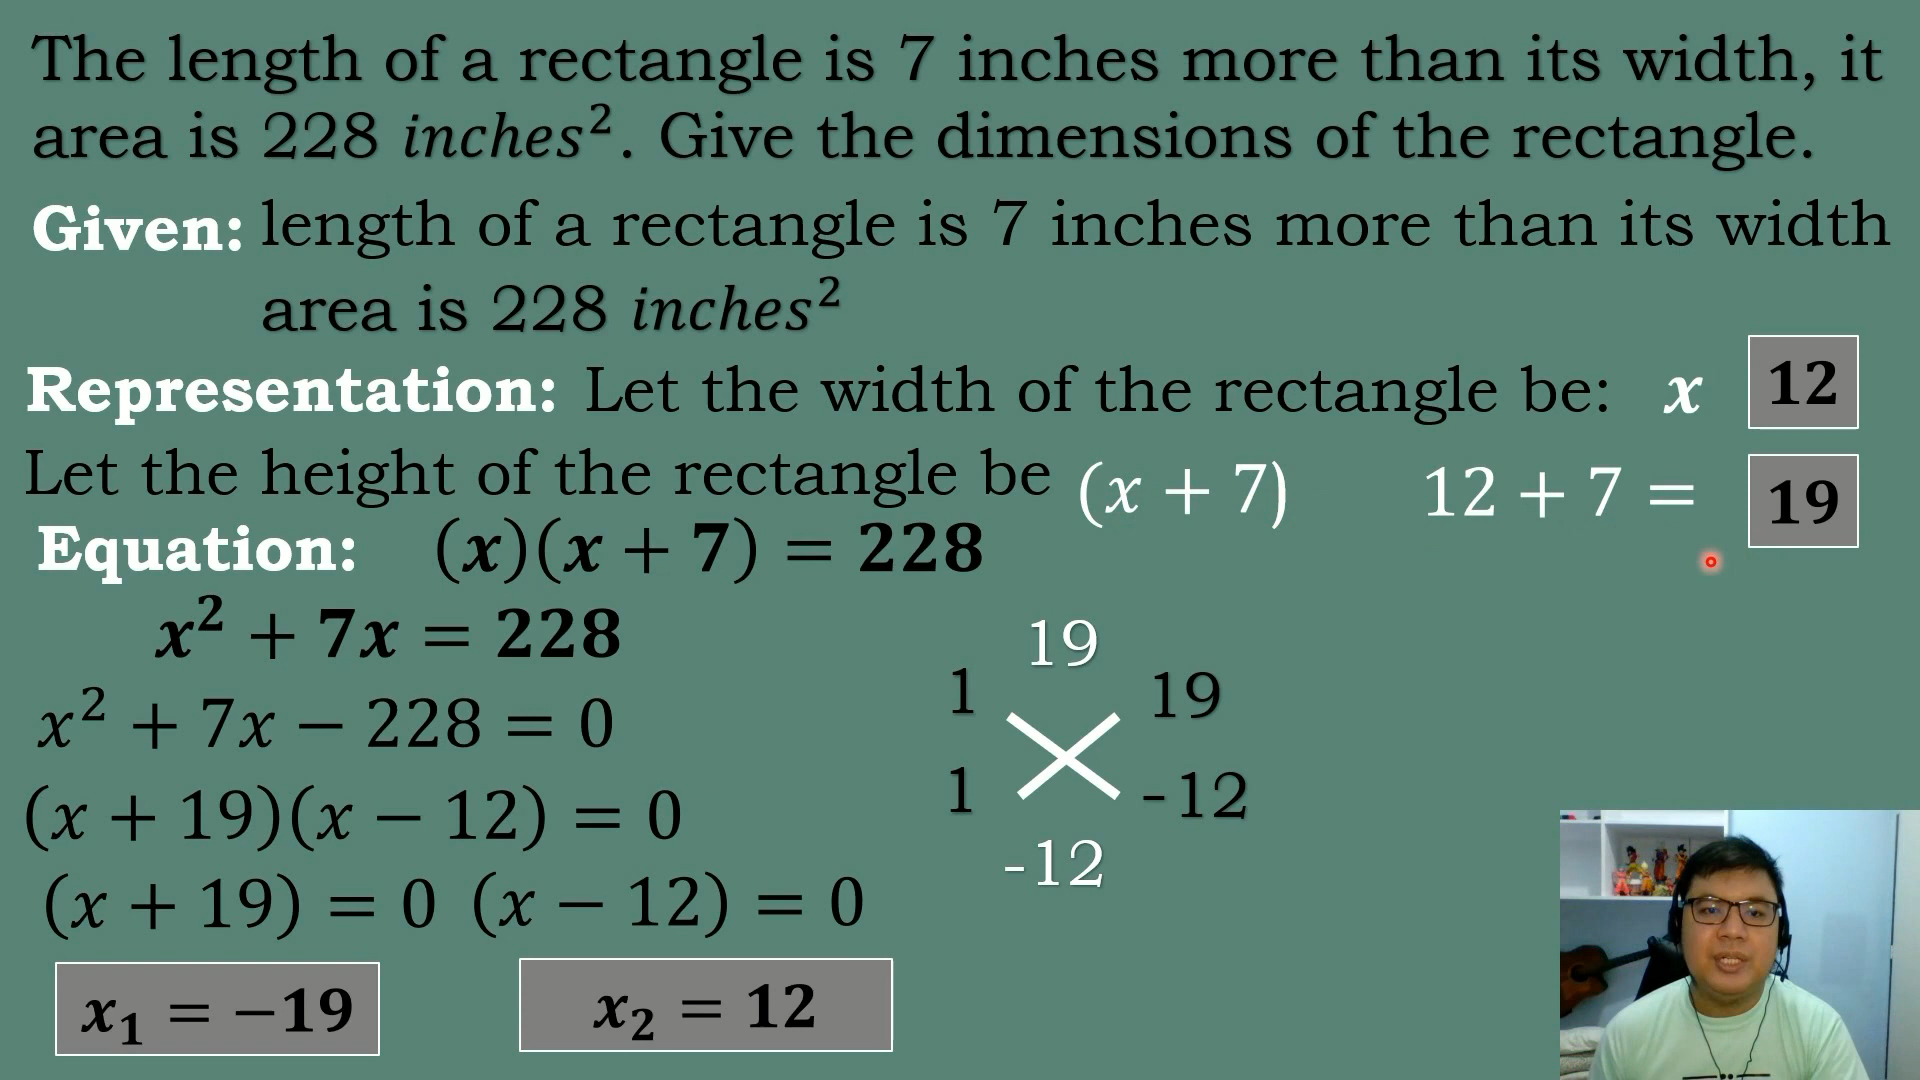 The length of a rectangle is 7 inches more than its width, it
area is 228 inches². Give the dimensions of the rectangle.
Given: length of a rectangle is 7 inches more than its width
area is 228 inches²
Representation: Let the width of the rectangle be: x 12
Let the height of the rectangle be (x + 7) 12 + 7 = 19
Equation: (x)(x + 7) = 228
x² + 7x = 228
x² + 7x − 228 = 0
(x + 19)(x − 12) = 0
(x + 19) = 0 (x − 12) = 0
x₁ = −19 x₂ = 12
19
1 19
1 -12
-12